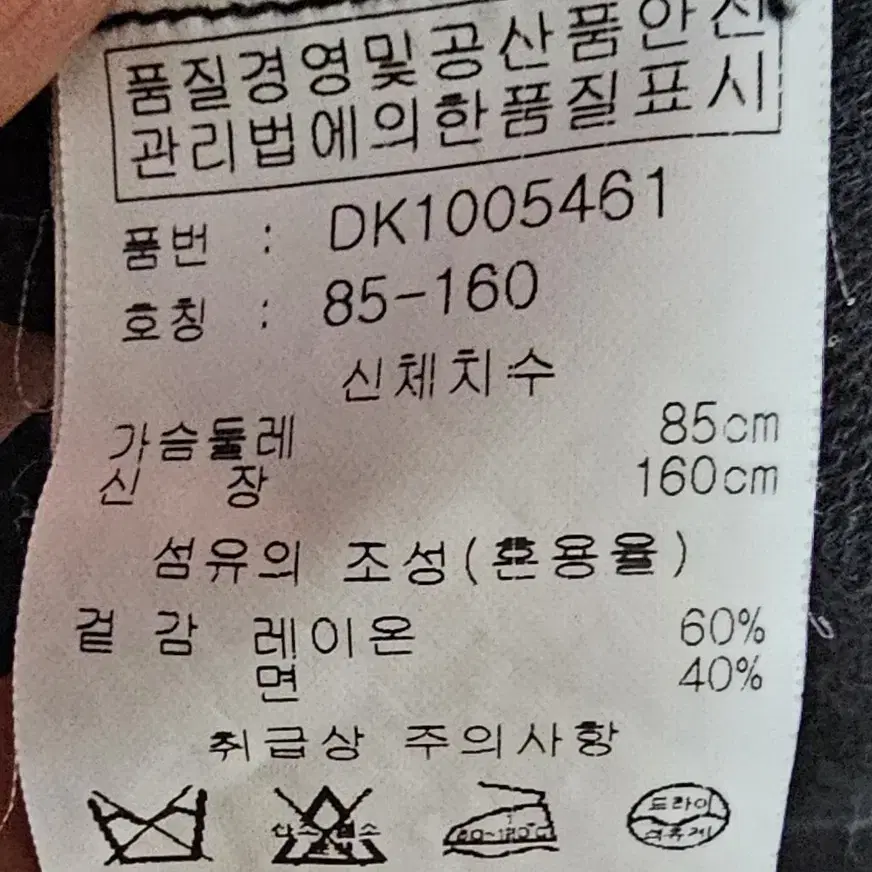 품질경영및공산품안전
관리법에의한품질표시
품번 : DK1005461
호칭 : 85-160
신체치수
가슴둘레 85cm
신 장 160cm
섬유의 조성(혼용율)
겉 감 레이온 60%
면 40%
취급상 주의사항
드라이
석유계